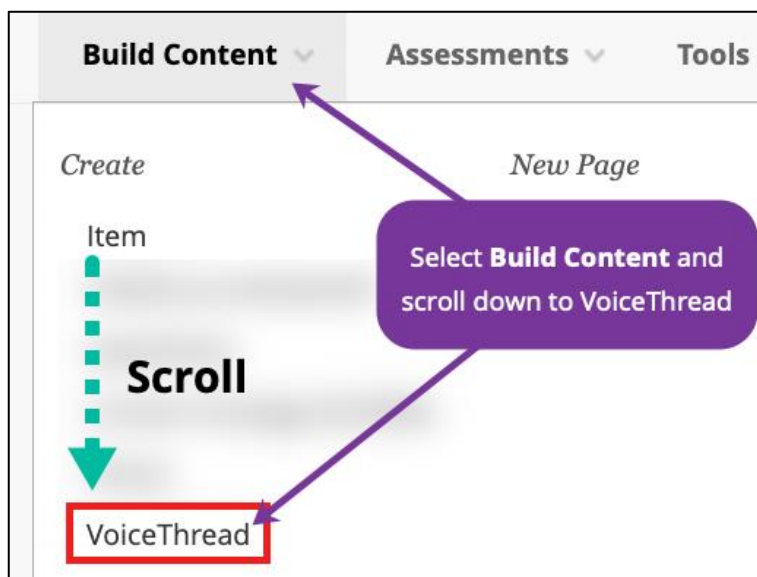 Build Content Assessments Tools
Create New Page
Item
Select Build Content and
scroll down to VoiceThread
Scroll
VoiceThread